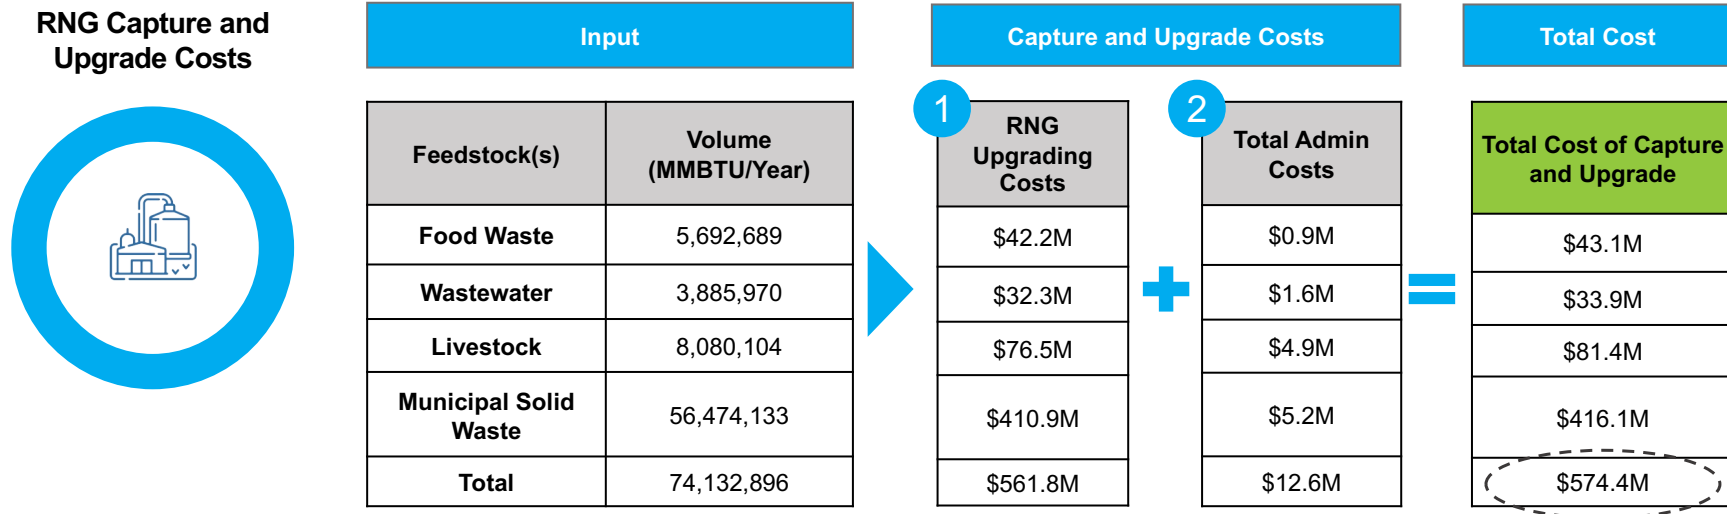 RNG Capture and
Upgrade Costs
Input
Capture and Upgrade Costs
Total Cost
Feedstock(s)
Volume
(MMBTU/Year)
1
RNG
Upgrading
Costs
2
Total Admin
Costs
Total Cost of Capture
and Upgrade
Food Waste
5,692,689
$42.2M
$0.9M
$43.1M
Wastewater
3,885,970
$32.3M
$1.6M
$33.9M
Livestock
8,080,104
$76.5M
$4.9M
$81.4M
Municipal Solid
Waste
56,474,133
$410.9M
$5.2M
$416.1M
Total
74,132,896
$561.8M
$12.6M
$574.4M